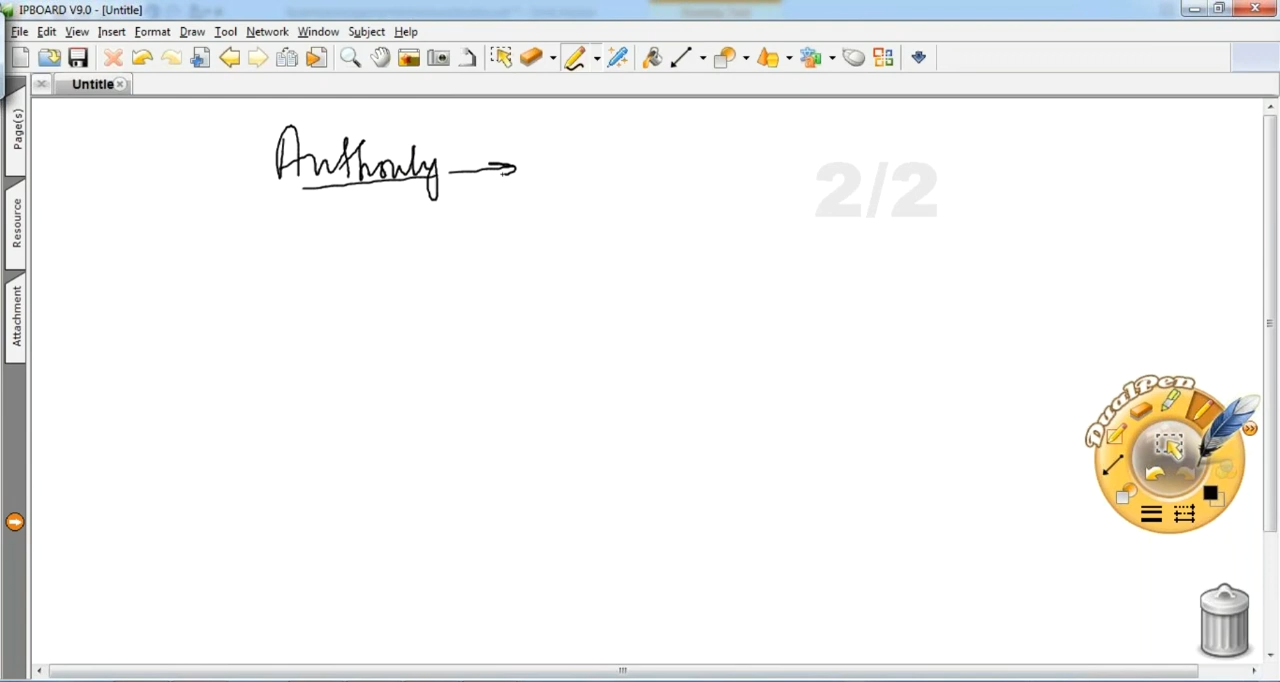 IPBOARD V9.0 - [Untitle]
File Edit View Insert Format Draw Tool Network Window Subject Help
Untitle
Page(s)
Resource
Attachment
→
2/2
DualPen